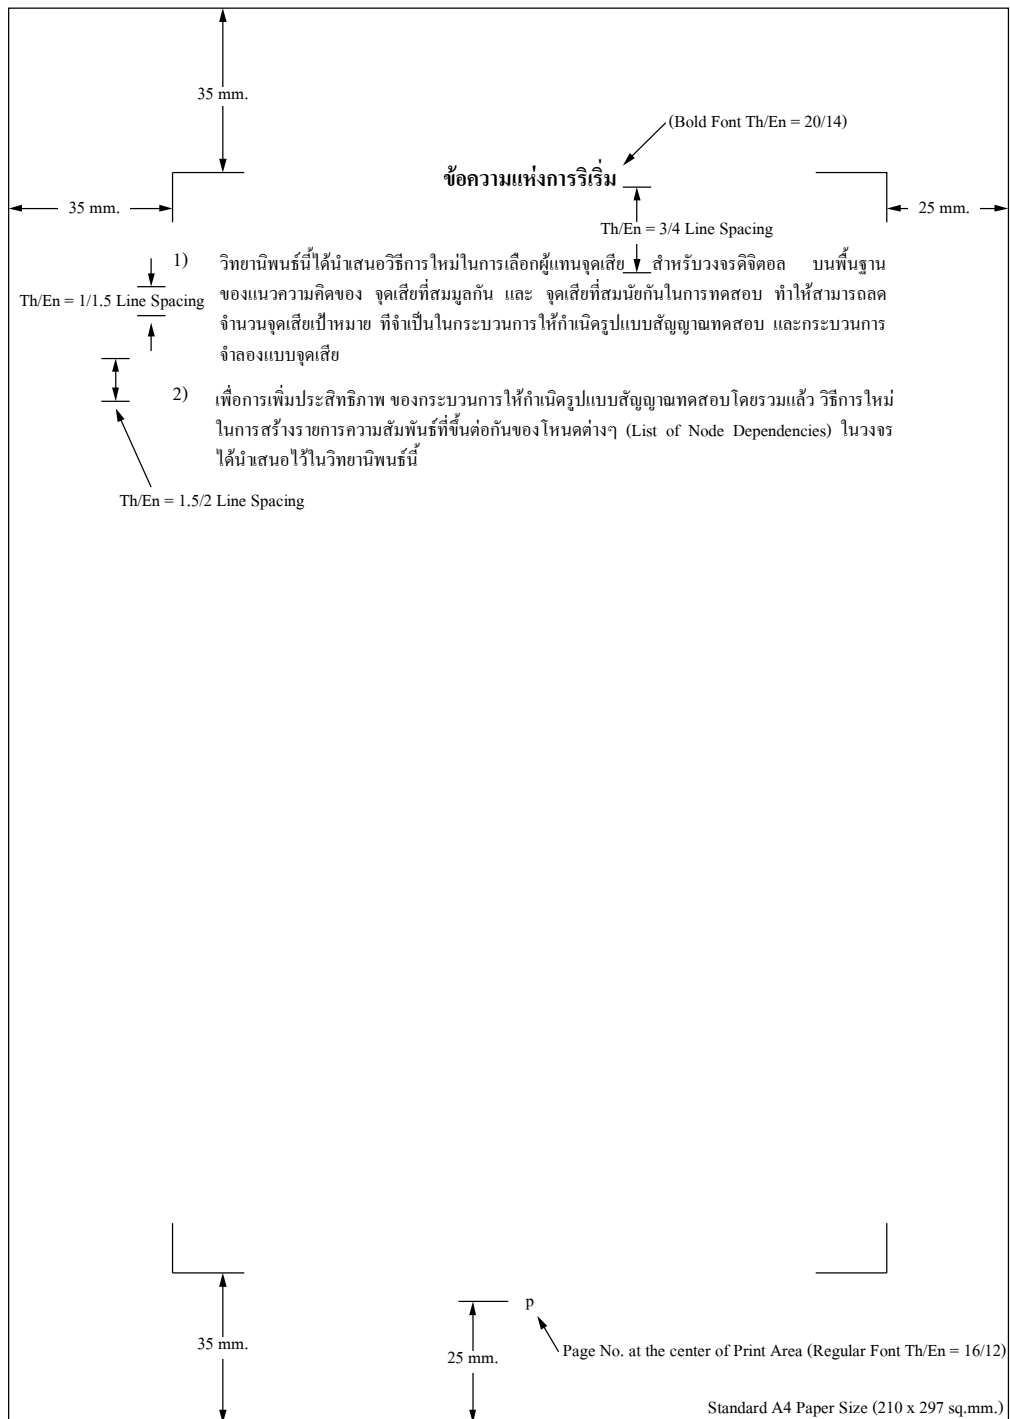 35 mm.
(Bold Font Th/En = 20/14)
ข้อความแห่งการริเริ่ม
35 mm.
25 mm.
Th/En = 3/4 Line Spacing
1) วิทยานิพนธ์นี้ได้นำเสนอวิธีการใหม่ในการเลือกผู้แทนจุดเสีย สำหรับวงจรดิจิตอล บนพื้นฐาน
Th/En = 1/1.5 Line Spacing
ของแนวความคิดของ จุดเสียที่สมมูลกัน และ จุดเสียที่สมนัยกันในการทดสอบ ทำให้สามารถลด
จำนวนจุดเสียเป้าหมาย ที่จำเป็นในกระบวนการให้กำเนิดรูปแบบสัญญาณทดสอบ และกระบวนการ
จำลองแบบจุดเสีย
2) เพื่อการเพิ่มประสิทธิภาพ ของกระบวนการให้กำเนิดรูปแบบสัญญาณทดสอบโดยรวมแล้ว วิธีการใหม่
ในการสร้างรายการความสัมพันธ์ที่ขึ้นต่อกันของโหนดต่างๆ (List of Node Dependencies) ในวงจร
ได้นำเสนอไว้ในวิทยานิพนธ์นี้
Th/En = 1.5/2 Line Spacing
p
35 mm.
25 mm.
Page No. at the center of Print Area (Regular Font Th/En = 16/12)
Standard A4 Paper Size (210 x 297 sq.mm.)